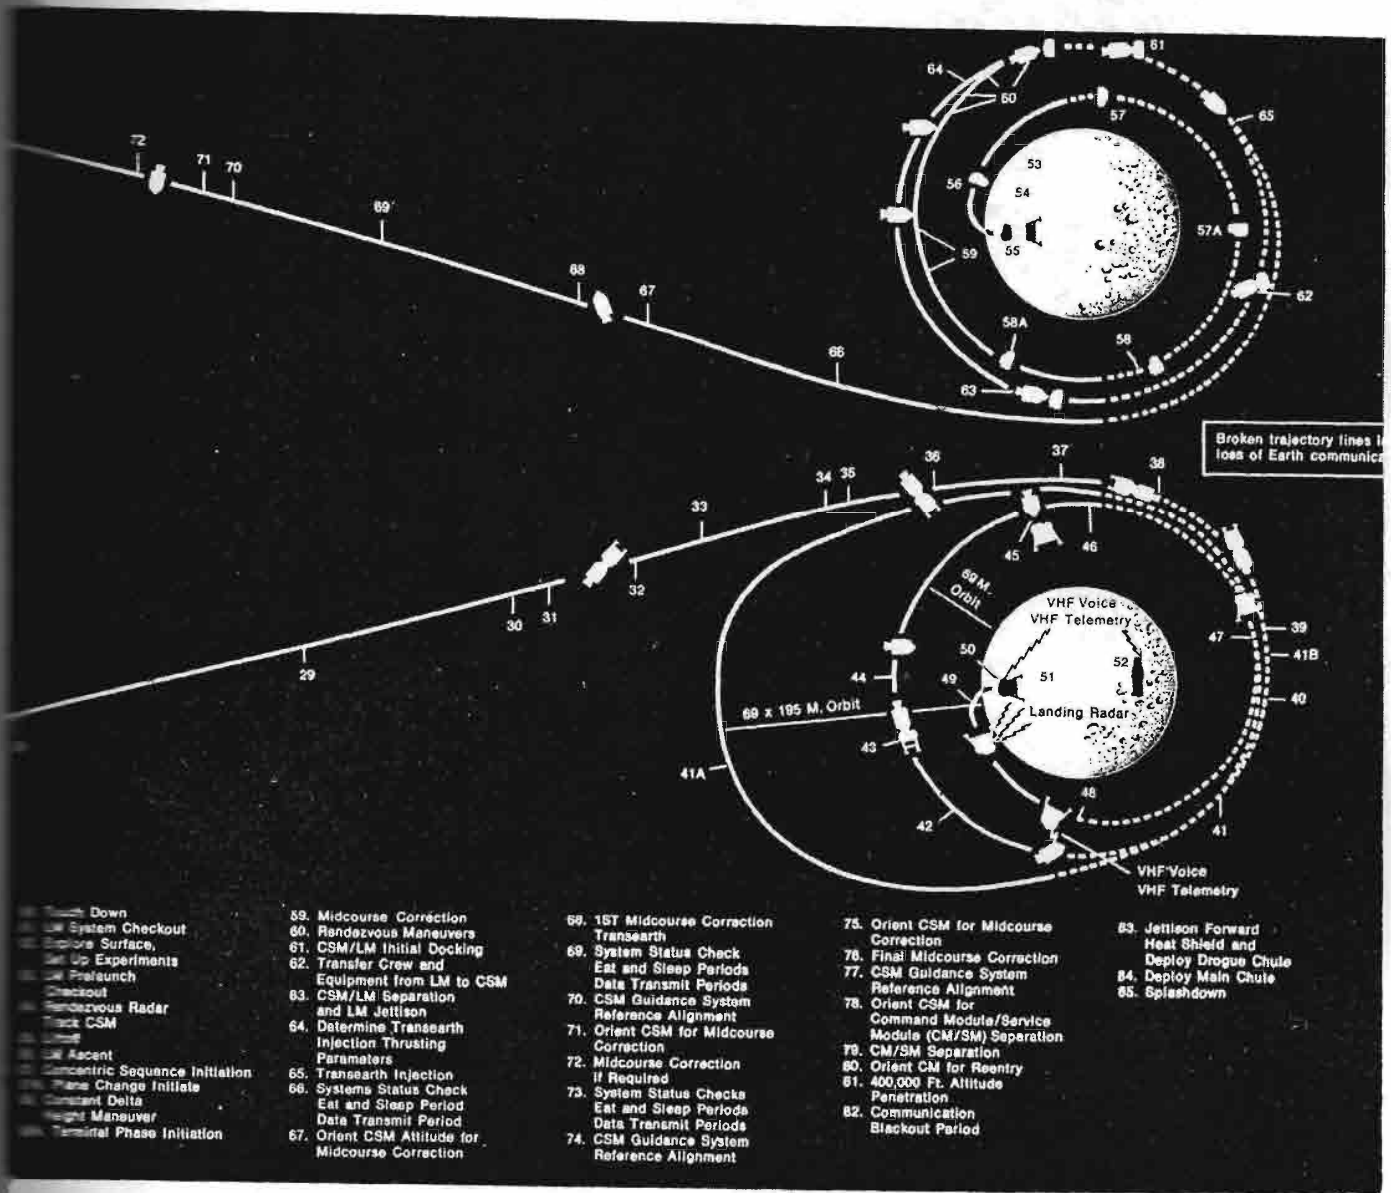 61
64
60
65
57
72
71
70
53
56
54
69
57A
55
59
68
67
62
58A
58
66
63
Broken trajectory lines
loss of Earth
36
37
38
34
35
33
45
46
32
69 M.
Orbit
VHF Voice
VHF Telemetry
31
30
39
47
41B
50
52
51
29
44
49
40
69 x 195 M. Orbit
Landing Radar
43
41A
48
42
41
VHF Voice
VHF Telemetry
Touch Down
LM System Checkout
Explore Surface,
Set Up Experiments
LM Prelaunch
Checkout
Rendezvous Radar
Track CSM
LM Ascent
Concentric Sequence Initiation
Plane Change Initiate
Constant Delta
Height Maneuver
Terminal Phase Initiation
59. Midcourse Correction
60. Rendezvous Maneuvers
61. CSM/LM Initial Docking
62. Transfer Crew and
Equipment from LM to CSM
63. CSM/LM Separation
and LM Jettison
64. Determine Transearth
Injection Thrusting
Parameters
65. Transearth Injection
66. Systems Status Check
Eat and Sleep Period
Data Transmit Period
67. Orient CSM Attitude for
Midcourse Correction
68. 1ST Midcourse Correction
Transearth
69. System Status Check
Eat and Sleep Periods
Data Transmit Periods
70. CSM Guidance System
Reference Alignment
71. Orient CSM for Midcourse
Correction
72. Midcourse Correction
If Required
73. System Status Checks
Eat and Sleep Periods
Data Transmit Periods
74. CSM Guidance System
Reference Alignment
75. Orient CSM for Midcourse
Correction
76. Final Midcourse Correction
77. CSM Guidance System
Reference Alignment
78. Orient CSM for
Command Module/Service
Module (CM/SM) Separation
79. CM/SM Separation
80. Orient CM for Reentry
81. 400,000 Ft. Altitude
Penetration
82. Communication
Blackout Period
83. Jettison Forward
Heat Shield and
Deploy Drogue Chute
84. Deploy Main Chute
85. Splashdown